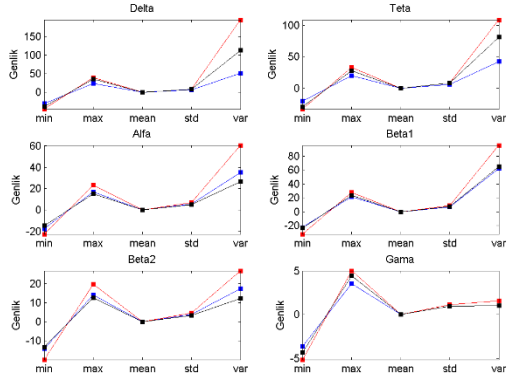 Delta
Genlik
150
100
50
0
min max mean std var
Teta
Genlik
100
50
0
min max mean std var
Alfa
Genlik
60
40
20
0
-20
min max mean std var
Beta1
Genlik
80
60
40
20
0
-20
min max mean std var
Beta2
Genlik
20
10
0
-10
min max mean std var
Gama
Genlik
5
0
-5
min max mean std var